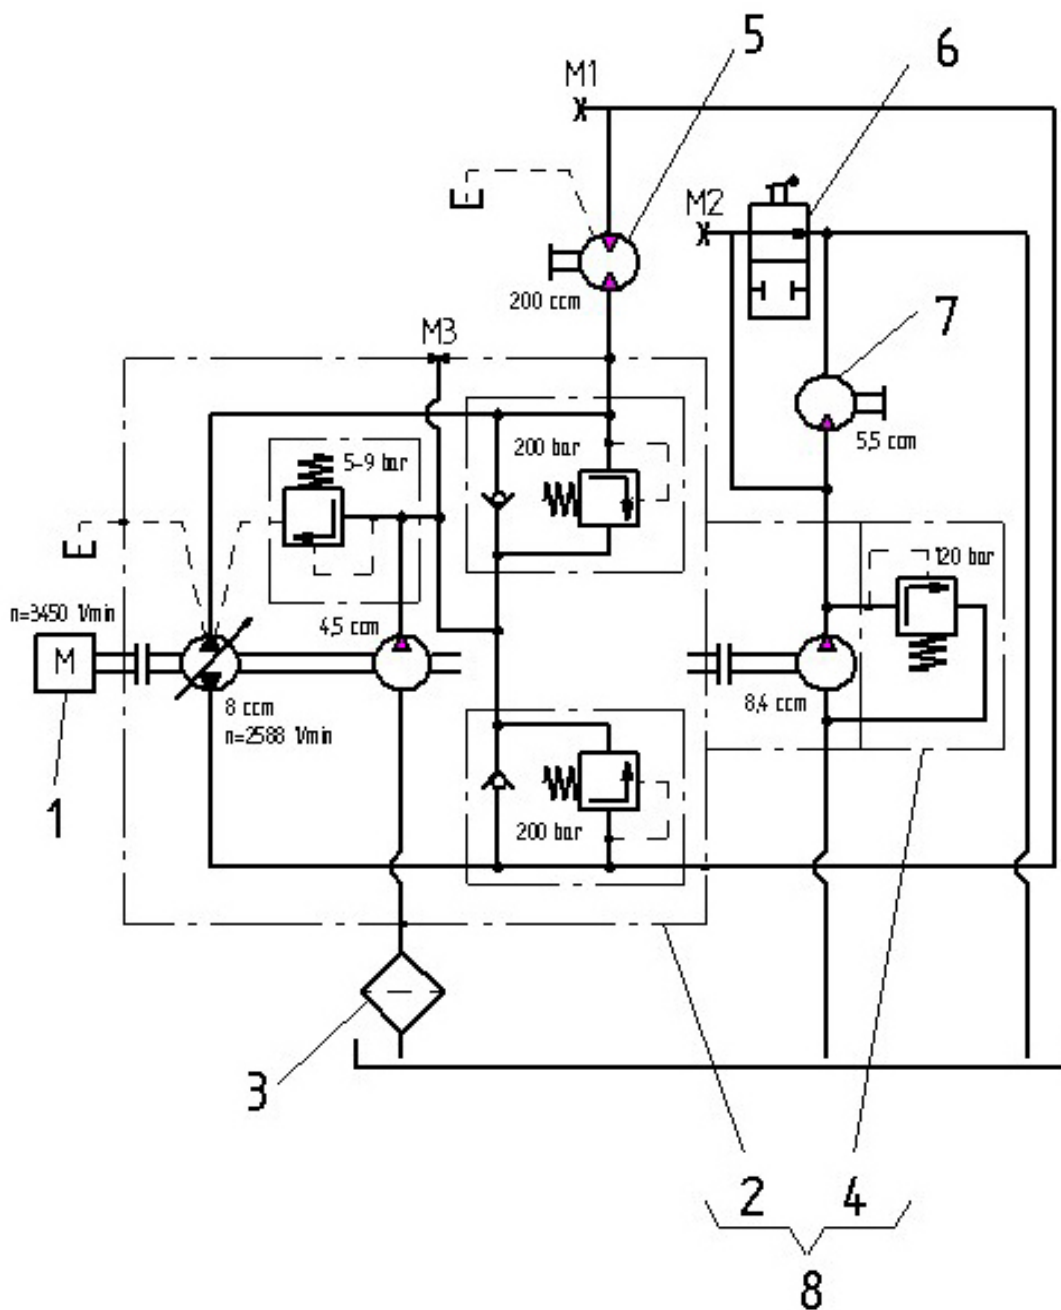 5
6
M1
M2
200 ccm
7
M3
5,5 ccm
200 bar
5-9 bar
120 bar
n=3450 1/min
4,5 ccm
M
8 ccm
n=2588 1/min
8,4 ccm
1
200 bar
3
2
4
8